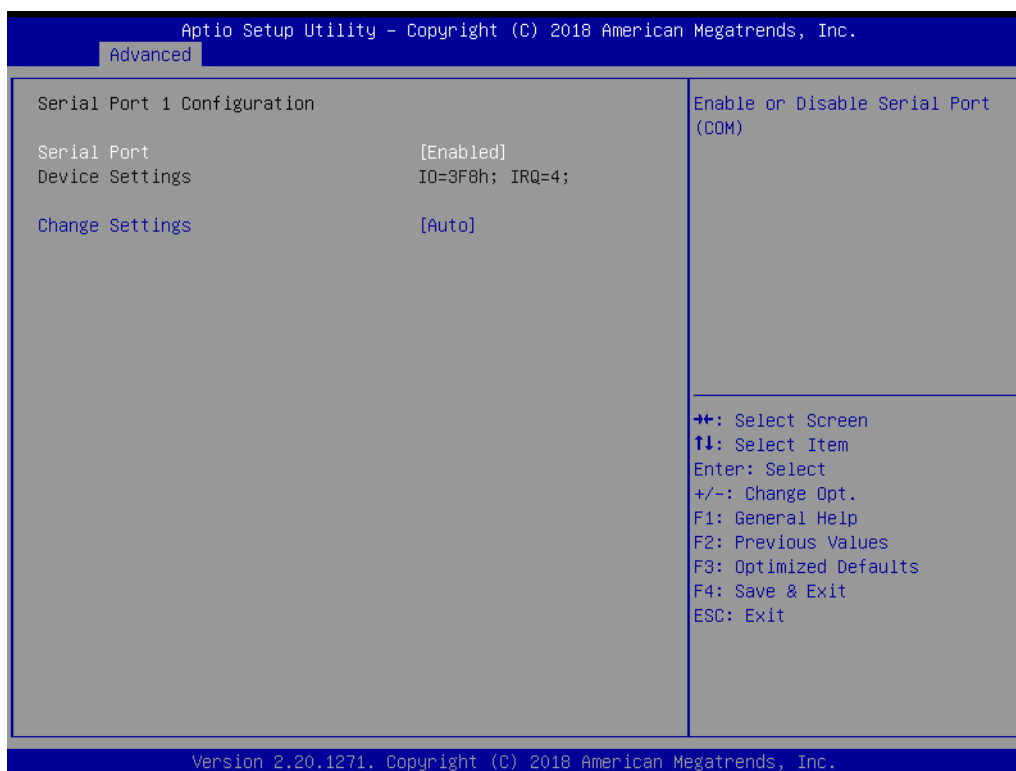 Aptio Setup Utility – Copyright (C) 2018 American Megatrends, Inc.
Advanced
Serial Port 1 Configuration
Serial Port [Enabled]
Device Settings IO=3F8h; IRQ=4;
Change Settings [Auto]
Enable or Disable Serial Port
(COM)
→←: Select Screen
↑↓: Select Item
Enter: Select
+/-: Change Opt.
F1: General Help
F2: Previous Values
F3: Optimized Defaults
F4: Save & Exit
ESC: Exit
Version 2.20.1271. Copyright (C) 2018 American Megatrends, Inc.